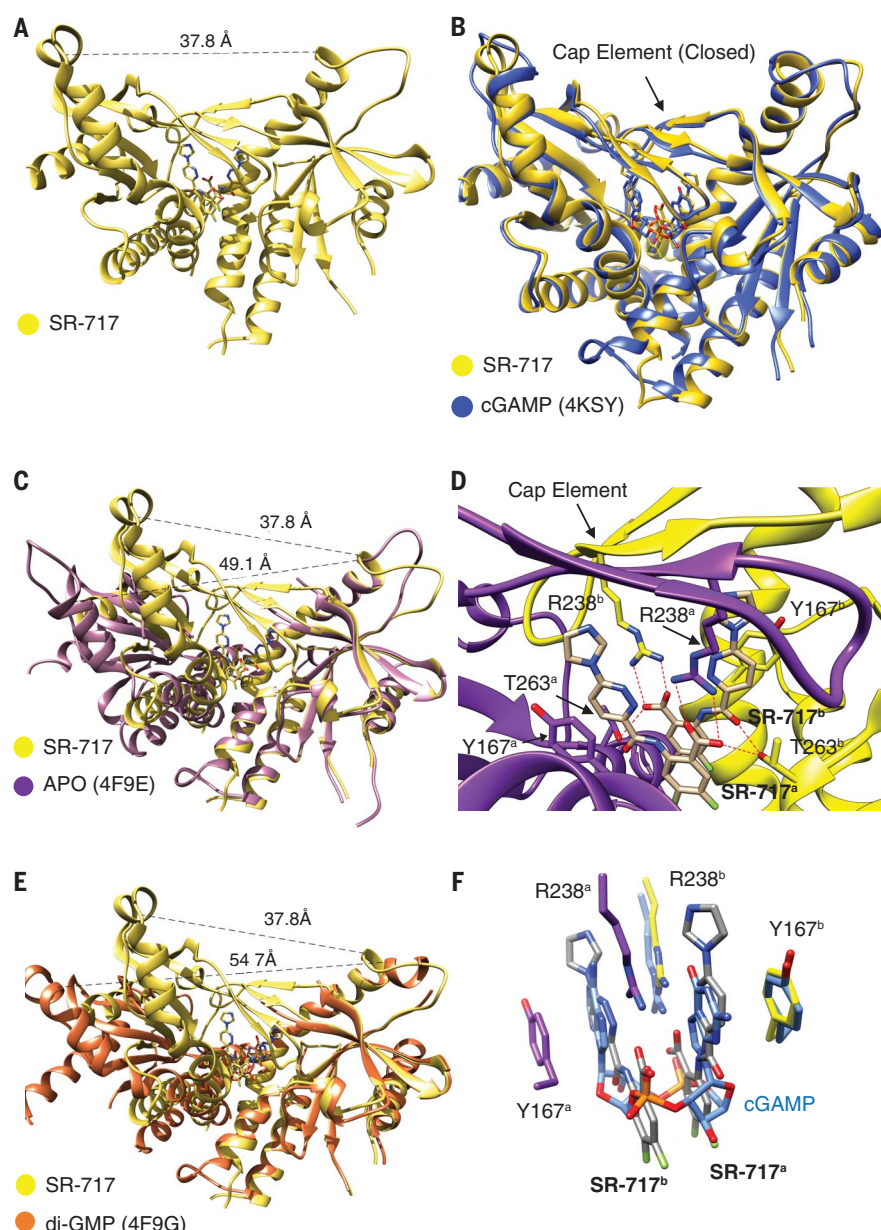 A
37.8 Å
SR-717
B
Cap Element (Closed)
SR-717
cGAMP (4KSY)
C
37.8 Å
49.1 Å
SR-717
APO (4F9E)
D
Cap Element
R238ᵇ
R238ᵃ
Y167ᵇ
T263ᵃ
SR-717ᵇ
Y167ᵃ
T263ᵇ
SR-717ᵃ
E
37.8Å
54 7Å
SR-717
di-GMP (4F9G)
F
R238ᵃ
R238ᵇ
Y167ᵇ
Y167ᵃ
cGAMP
SR-717ᵇ
SR-717ᵃ